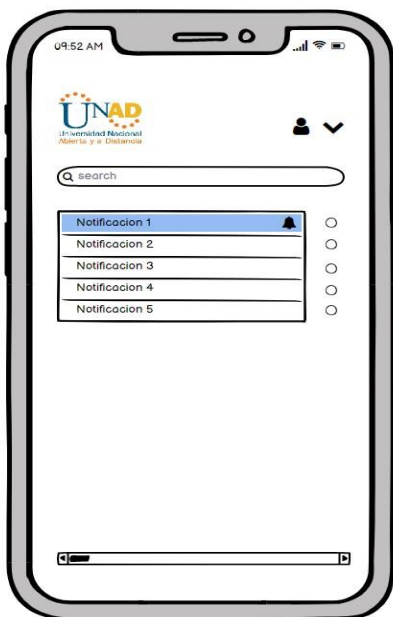 09:52 AM
UNAD
Universidad Nacional
Abierta y a Distancia
search
Notificacion 1
Notificacion 2
Notificacion 3
Notificacion 4
Notificacion 5